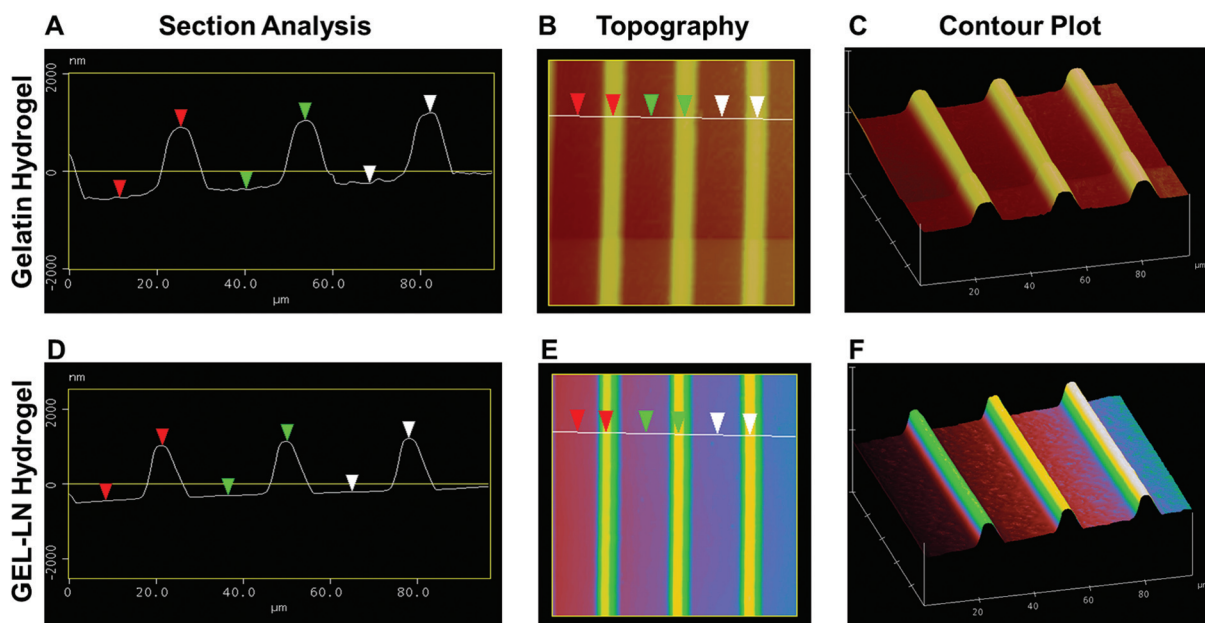 A Section Analysis B Topography C Contour Plot
Gelatin Hydrogel
nm
2000
0
-2000
0 20.0 40.0 60.0 80.0
µm
20 40 60 80 µm
D E F
GEL-LN Hydrogel
nm
2000
0
-2000
0 20.0 40.0 60.0 80.0
µm
20 40 60 80 µm